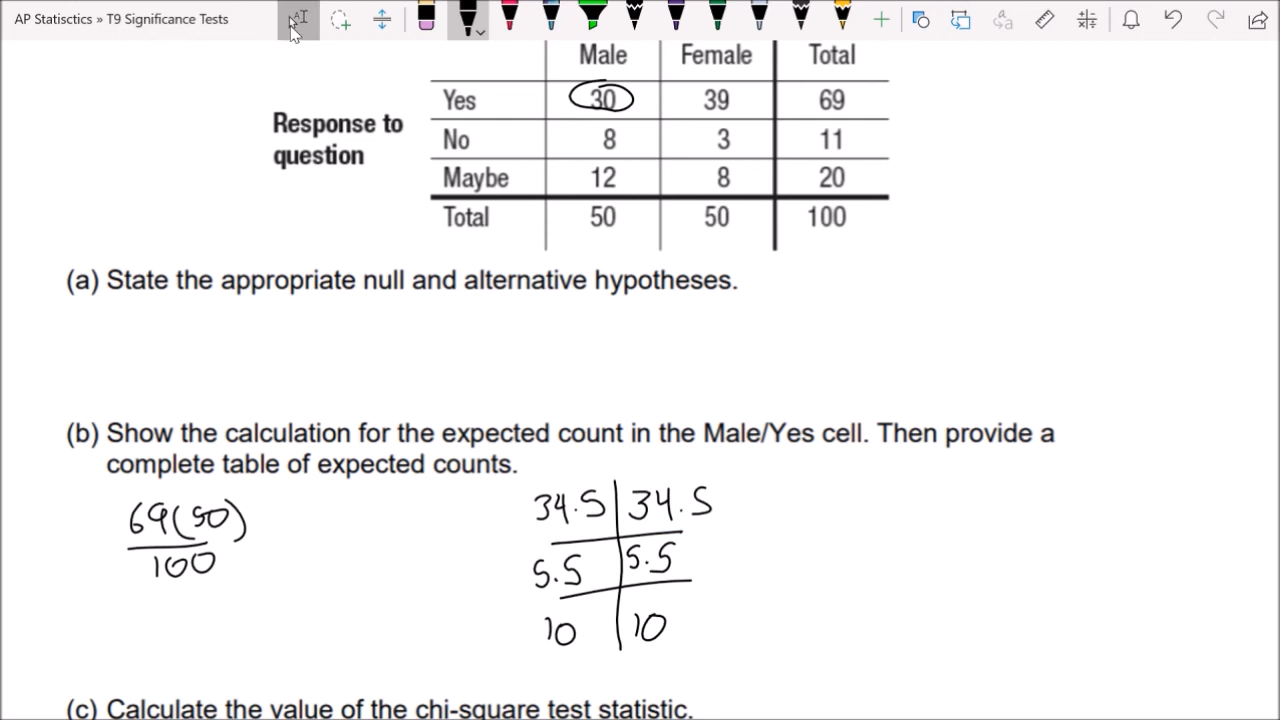 AP Statisctics » T9 Significance Tests
Male Female Total
Yes 30 39 69
Response to question
No 8 3 11
Maybe 12 8 20
Total 50 50 100
(a) State the appropriate null and alternative hypotheses.
(b) Show the calculation for the expected count in the Male/Yes cell. Then provide a
complete table of expected counts.
69(50)
100
34.5 34.5
5.5 5.5
10 10
(c) Calculate the value of the chi-square test statistic.